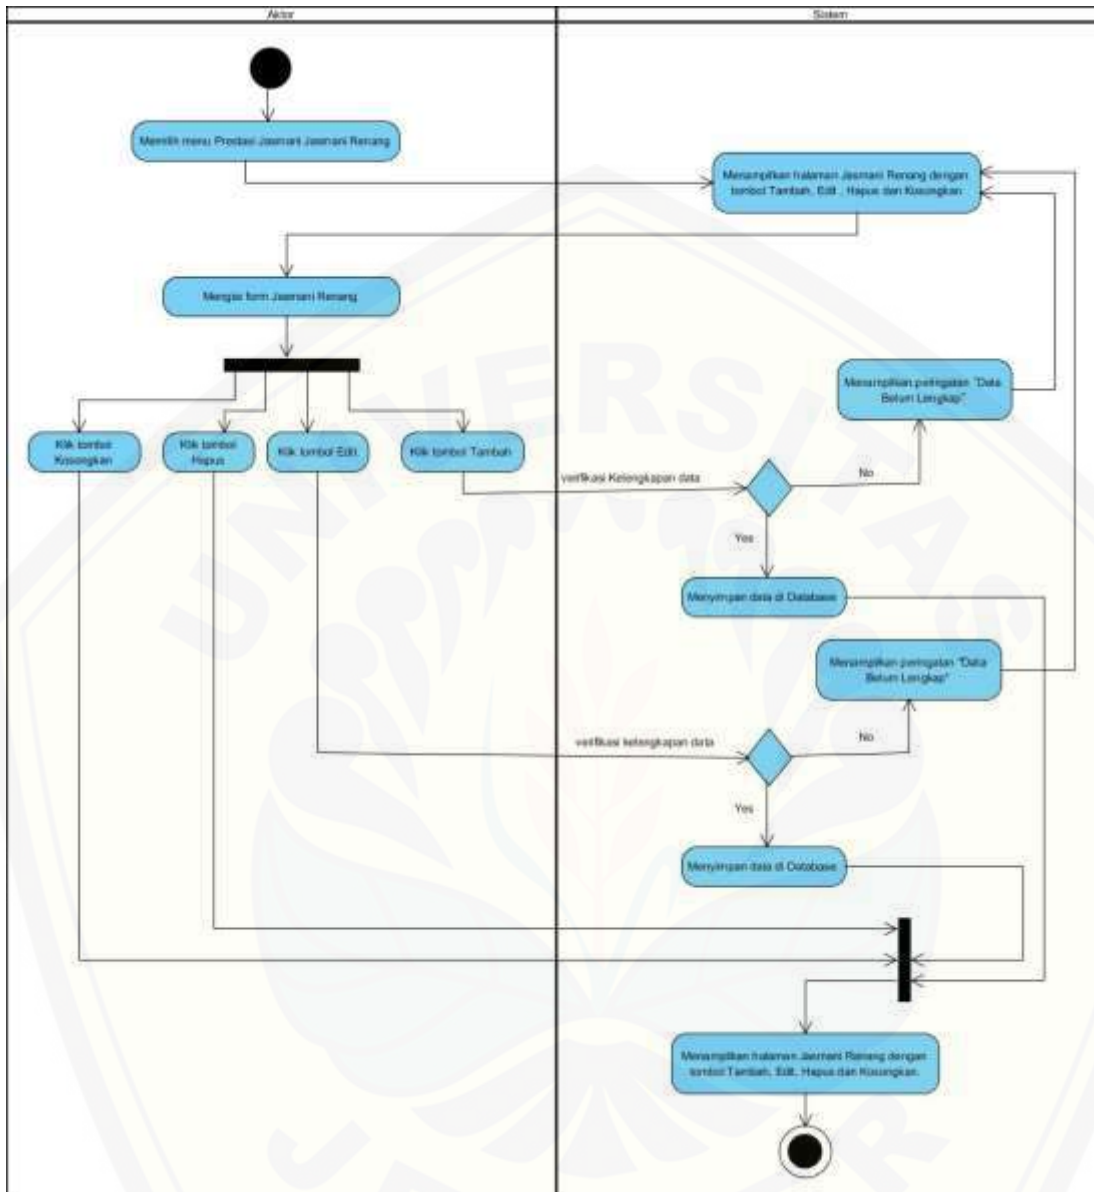 Aktor
Sistem
Memilih menu Prestasi Jasmani Jasmani Renang
Menampilkan halaman Jasmani Renang dengan
tombol Tambah, Edit , Hapus dan Kosongkan
Mengisi form Jasmani Renang
Menampilkan peringatan "Data
Belum Lengkap"
Klik tombol
Kosongkan
Klik tombol
Hapus
Klik tombol Edit
Klik tombol Tambah
verifikasi Kelengkapan data
No
Yes
Menyimpan data di Database
Menampilkan peringatan "Data
Belum Lengkap"
verifikasi kelengkapan data
No
Yes
Menyimpan data di Database
Menampilkan halaman Jasmani Renang dengan
tombol Tambah, Edit, Hapus dan Kosongkan
UNIVERSITAS